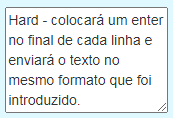 Hard - colocará um enter
no final de cada linha e
enviará o texto no
mesmo formato que foi
introduzido.